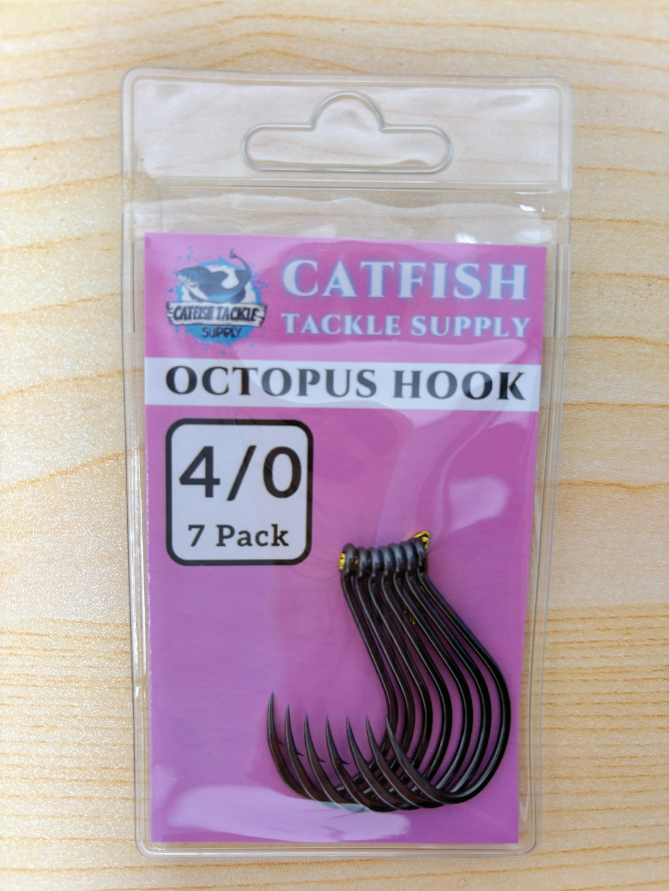 CATFISH TACKLE
SUPPLY
CATFISH
TACKLE SUPPLY
OCTOPUS HOOK
4/0
7 Pack